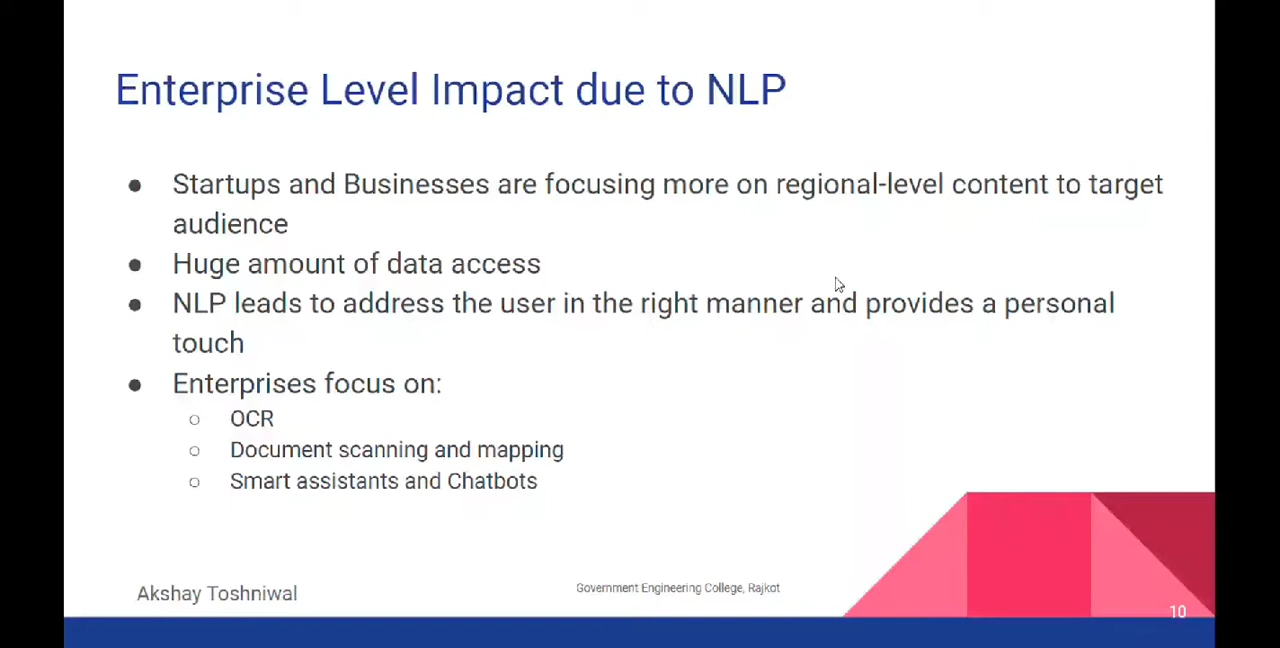 Enterprise Level Impact due to NLP
● Startups and Businesses are focusing more on regional-level content to target
audience
● Huge amount of data access
● NLP leads to address the user in the right manner and provides a personal
touch
● Enterprises focus on:
○ OCR
○ Document scanning and mapping
○ Smart assistants and Chatbots
Akshay Toshniwal
Government Engineering College, Rajkot
10